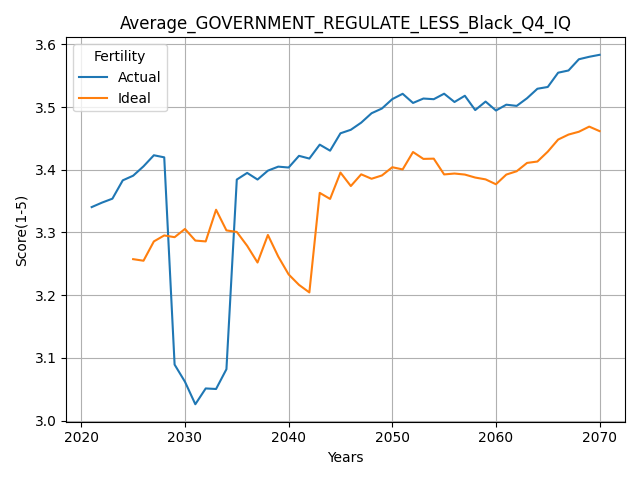 Average_GOVERNMENT_REGULATE_LESS_Black_Q4_IQ
Fertility
Actual
Ideal
Score(1-5)
3.6
3.5
3.4
3.3
3.2
3.1
3.0
2020
2030
2040
2050
2060
2070
Years